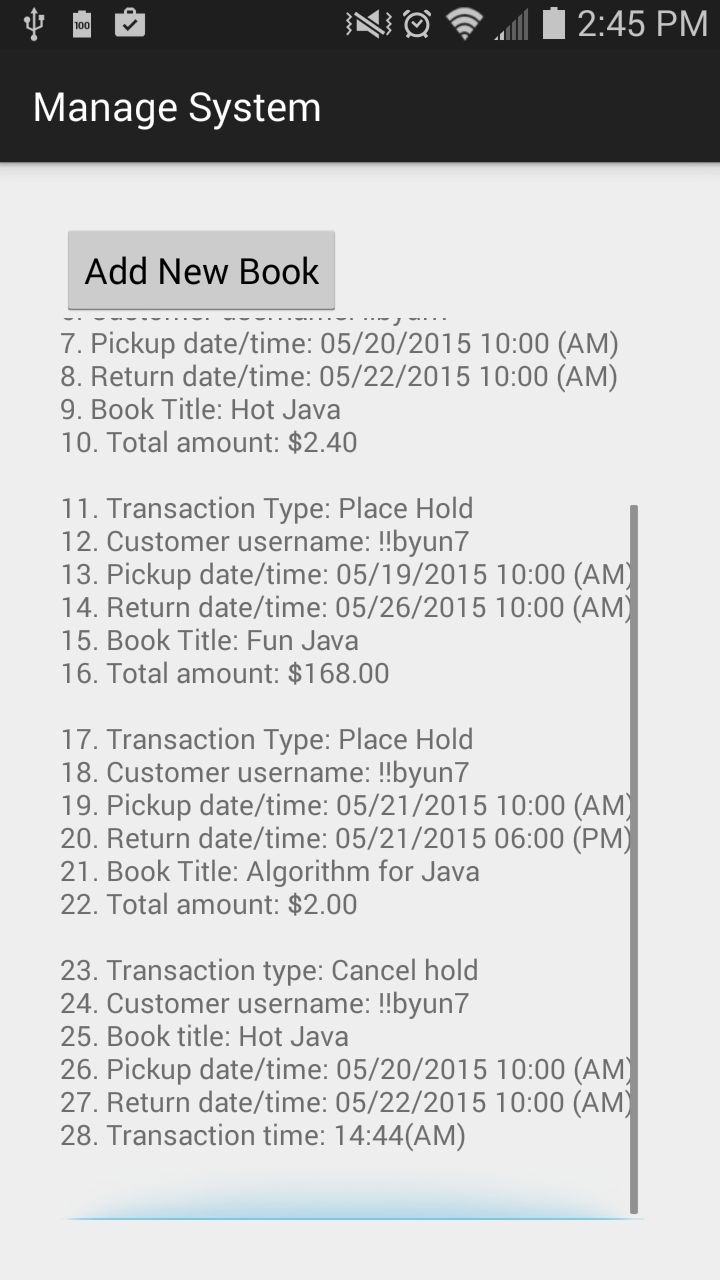 100
2:45 PM
Manage System
Add New Book
7. Pickup date/time: 05/20/2015 10:00 (AM)
8. Return date/time: 05/22/2015 10:00 (AM)
9. Book Title: Hot Java
10. Total amount: $2.40
11. Transaction Type: Place Hold
12. Customer username: !!byun7
13. Pickup date/time: 05/19/2015 10:00 (AM)
14. Return date/time: 05/26/2015 10:00 (AM)
15. Book Title: Fun Java
16. Total amount: $168.00
17. Transaction Type: Place Hold
18. Customer username: !!byun7
19. Pickup date/time: 05/21/2015 10:00 (AM)
20. Return date/time: 05/21/2015 06:00 (PM)
21. Book Title: Algorithm for Java
22. Total amount: $2.00
23. Transaction type: Cancel hold
24. Customer username: !!byun7
25. Book title: Hot Java
26. Pickup date/time: 05/20/2015 10:00 (AM)
27. Return date/time: 05/22/2015 10:00 (AM)
28. Transaction time: 14:44(AM)